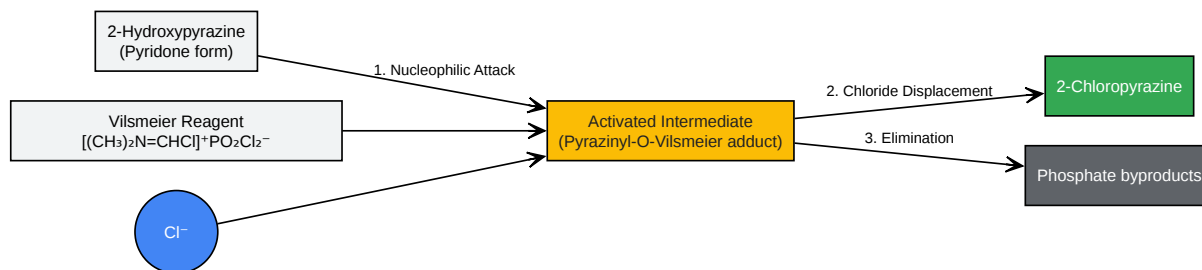 2-Hydroxypyrazine
(Pyridone form)
1. Nucleophilic Attack
Vilsmeier Reagent
[(CH₃)₂N=CHCl]⁺PO₂Cl₂⁻
Cl⁻
Activated Intermediate
(Pyrazinyl-O-Vilsmeier adduct)
2. Chloride Displacement
3. Elimination
2-Chloropyrazine
Phosphate byproducts